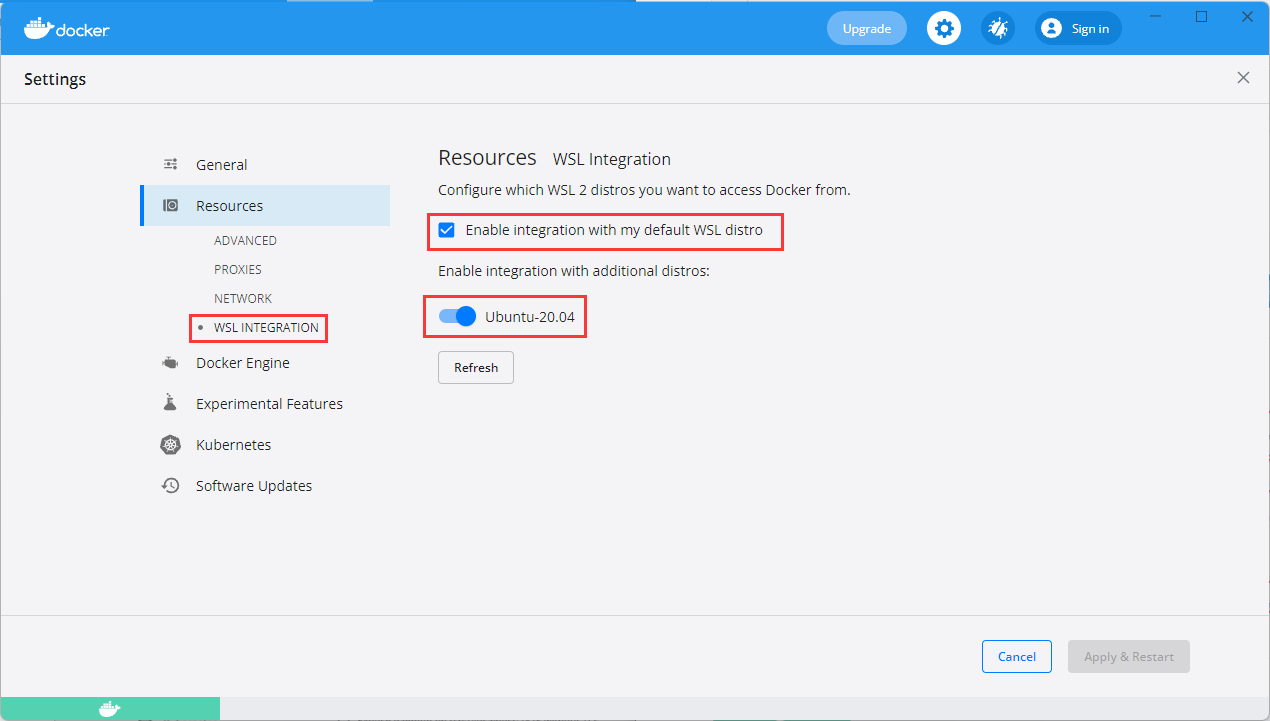 docker
Upgrade
Sign in
Settings
General
Resources
ADVANCED
PROXIES
NETWORK
WSL INTEGRATION
Docker Engine
Experimental Features
Kubernetes
Software Updates
Resources WSL Integration
Configure which WSL 2 distros you want to access Docker from.
Enable integration with my default WSL distro
Enable integration with additional distros:
Ubuntu-20.04
Refresh
Cancel
Apply & Restart